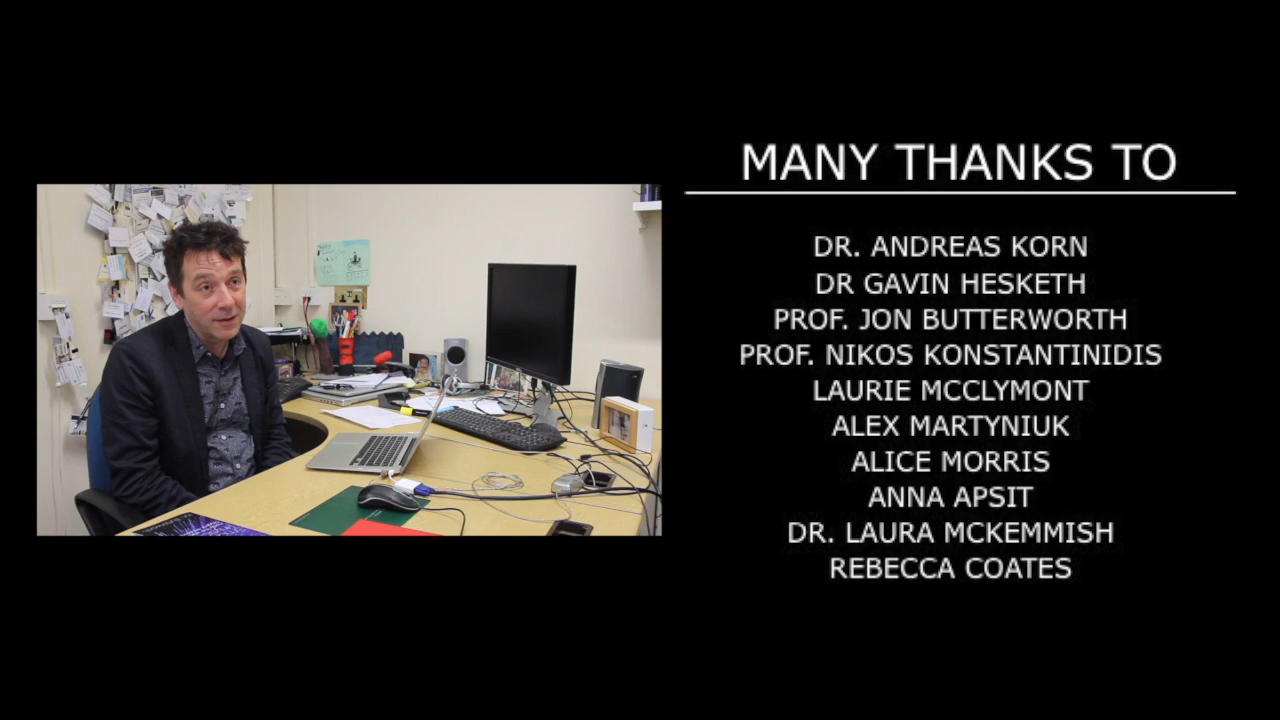 MANY THANKS TO
DR. ANDREAS KORN
DR GAVIN HESKETH
PROF. JON BUTTERWORTH
PROF. NIKOS KONSTANTINIDIS
LAURIE MCCLYMONT
ALEX MARTYNIUK
ALICE MORRIS
ANNA APSIT
DR. LAURA MCKEMMISH
REBECCA COATES